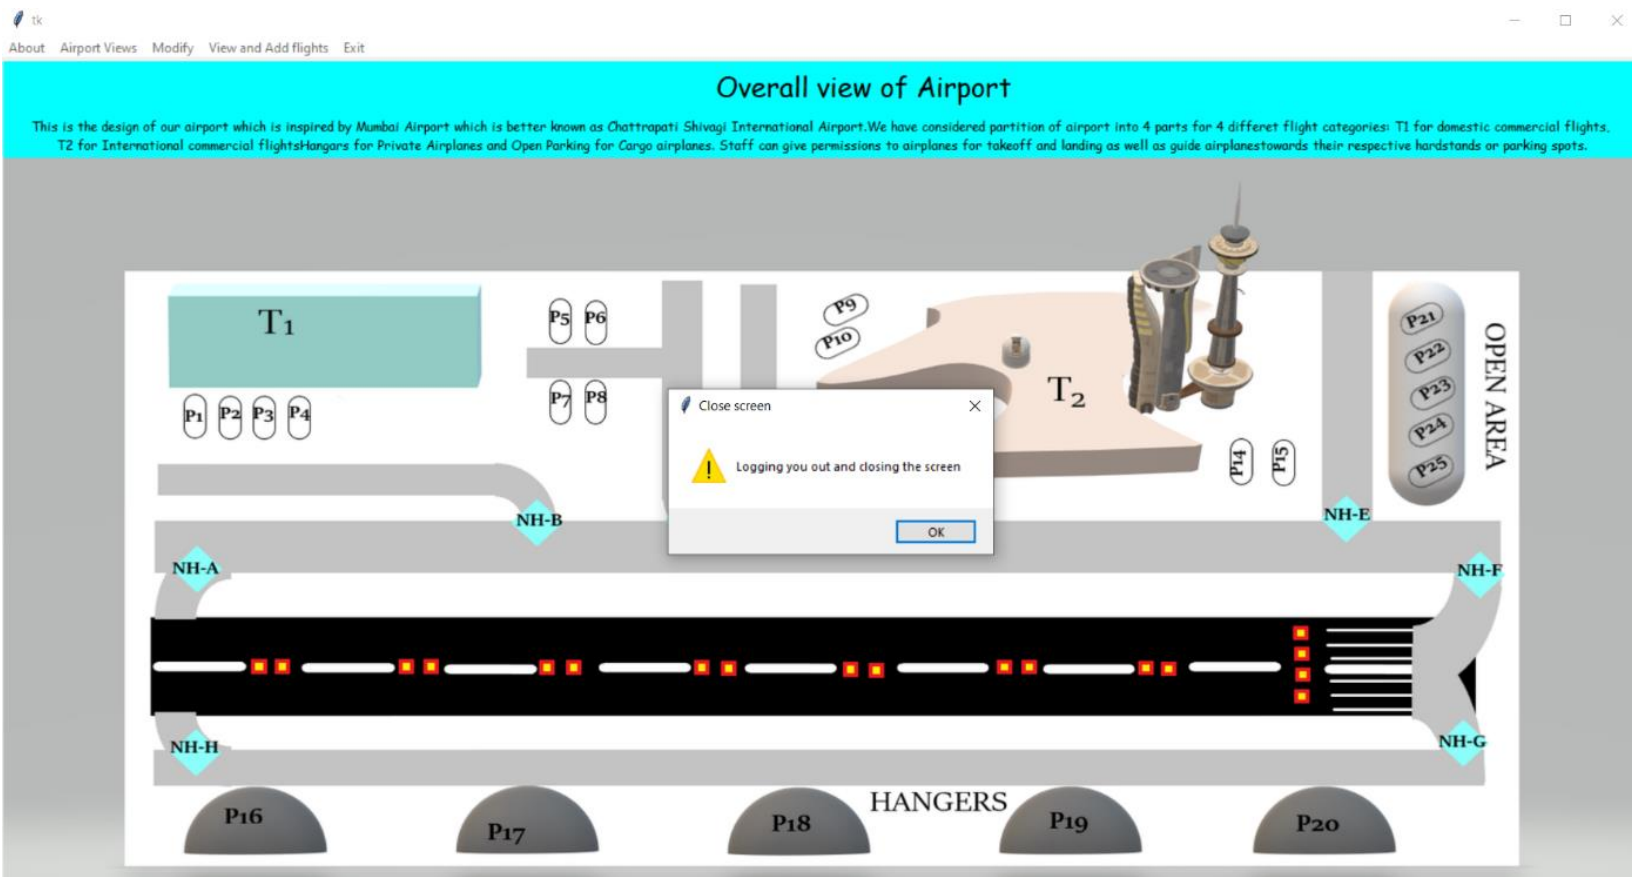 tk
About Airport Views Modify View and Add flights Exit
Overall view of Airport
This is the design of our airport which is inspired by Mumbai Airport which is better known as Chattrapati Shivagi International Airport.We have considered partition of airport into 4 parts for 4 differet flight categories: T1 for domestic commercial flights,
T2 for International commercial flightsHangars for Private Airplanes and Open Parking for Cargo airplanes. Staff can give permissions to airplanes for takeoff and landing as well as guide airplanestowards their respective hardstands or parking spots.
T1
P5 P6
P9
P10
P21
P22
P23
P24
P25
OPEN AREA
T2
P1 P2 P3 P4
P7 P8
P14 P15
Close screen
Logging you out and closing the screen
OK
NH-B
NH-E
NH-A
NH-F
NH-H
NH-G
HANGERS
P16
P17
P18
P19
P20